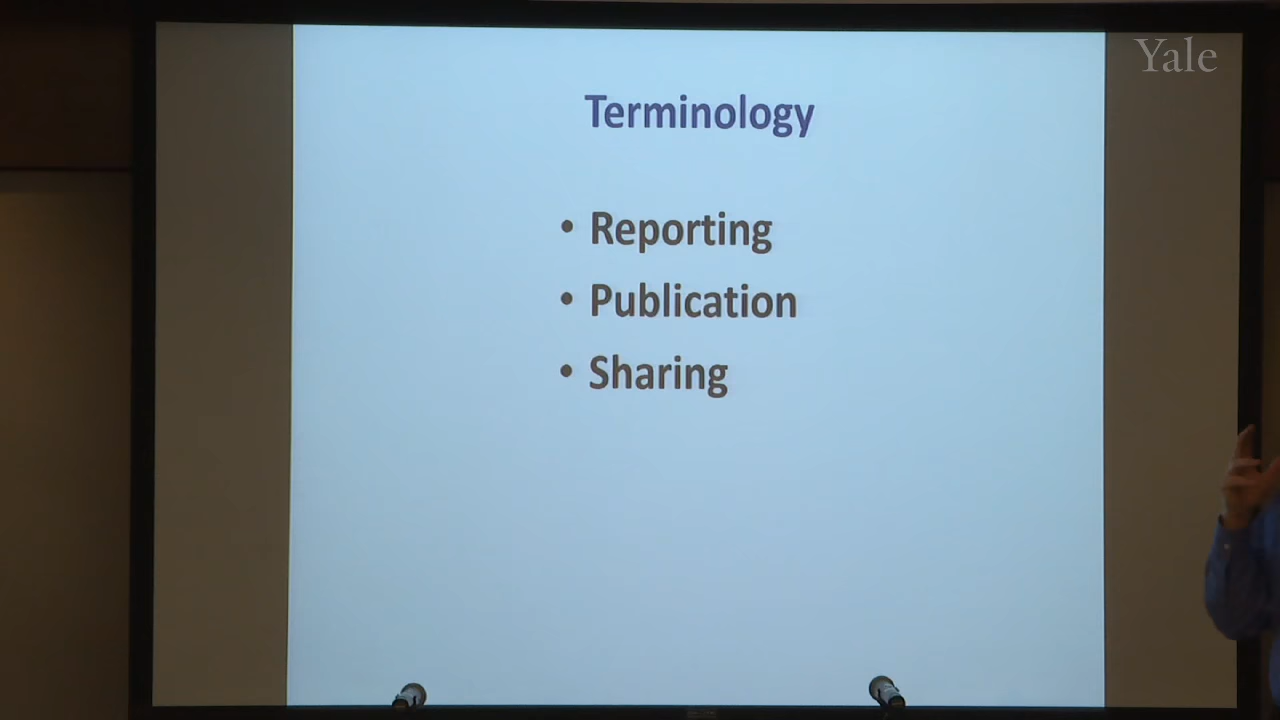 Yale
Terminology
• Reporting
• Publication
• Sharing